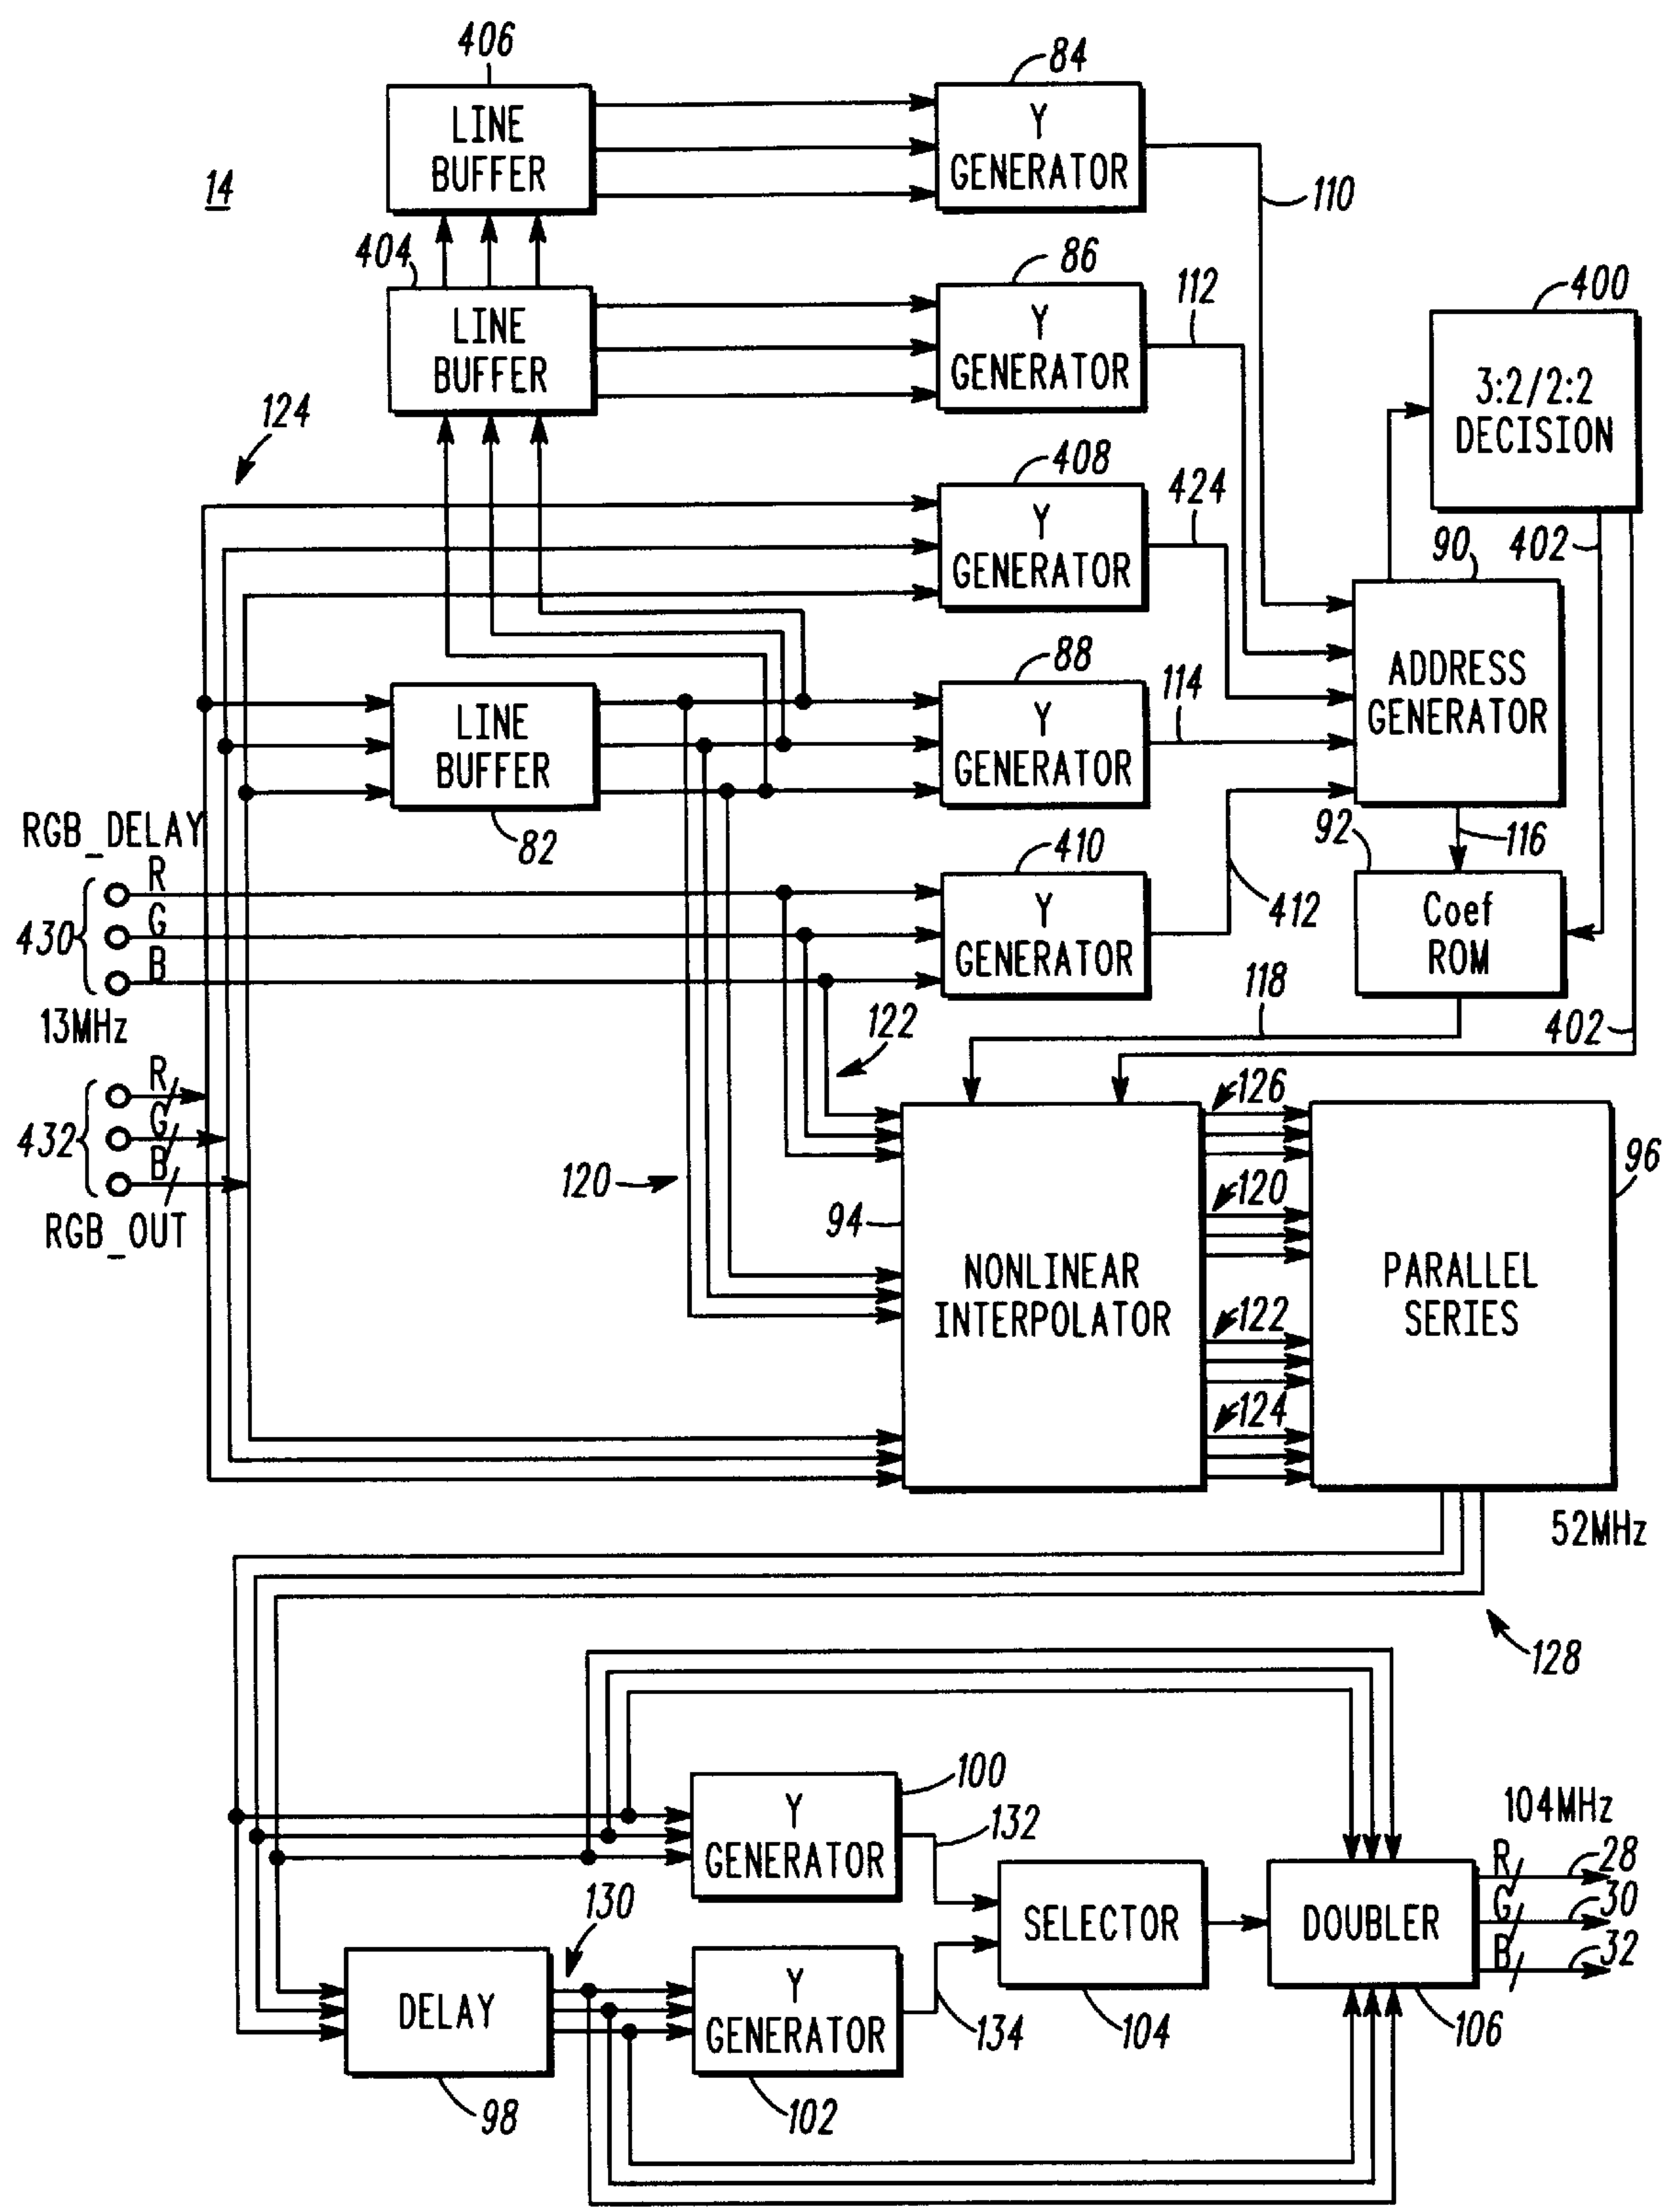 406
84
LINE
BUFFER
Y
GENERATOR
14
110
404
86
112
400
LINE
BUFFER
Y
GENERATOR
3:2/2:2
DECISION
124
408
424
Y
GENERATOR
90
402
88
114
ADDRESS
GENERATOR
LINE
BUFFER
Y
GENERATOR
82
RGB_DELAY
R
G
B
430
13MHz
410
Y
GENERATOR
412
92
116
Coef
ROM
118
402
122
R
G
B
432
RGB_OUT
120
94
NONLINEAR
INTERPOLATOR
126
120
122
124
96
PARALLEL
SERIES
52MHz
128
100
Y
GENERATOR
132
104MHz
R
28
G
30
B
32
130
SELECTOR
DOUBLER
DELAY
Y
GENERATOR
134
104
106
98
102